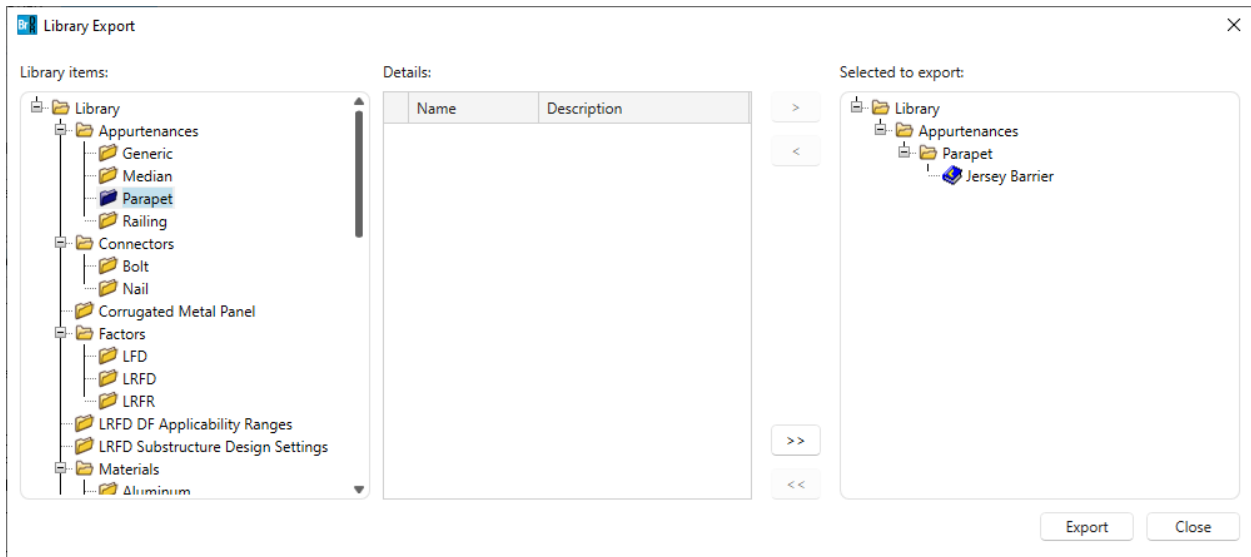 Br DR Library Export
Library items:
Library
Appurtenances
Generic
Median
Parapet
Railing
Connectors
Bolt
Nail
Corrugated Metal Panel
Factors
LFD
LRFD
LRFR
LRFD DF Applicability Ranges
LRFD Substructure Design Settings
Materials
Aluminum
Details:
Name Description
>
<
>>
<<
Selected to export:
Library
Appurtenances
Parapet
Jersey Barrier
Export Close